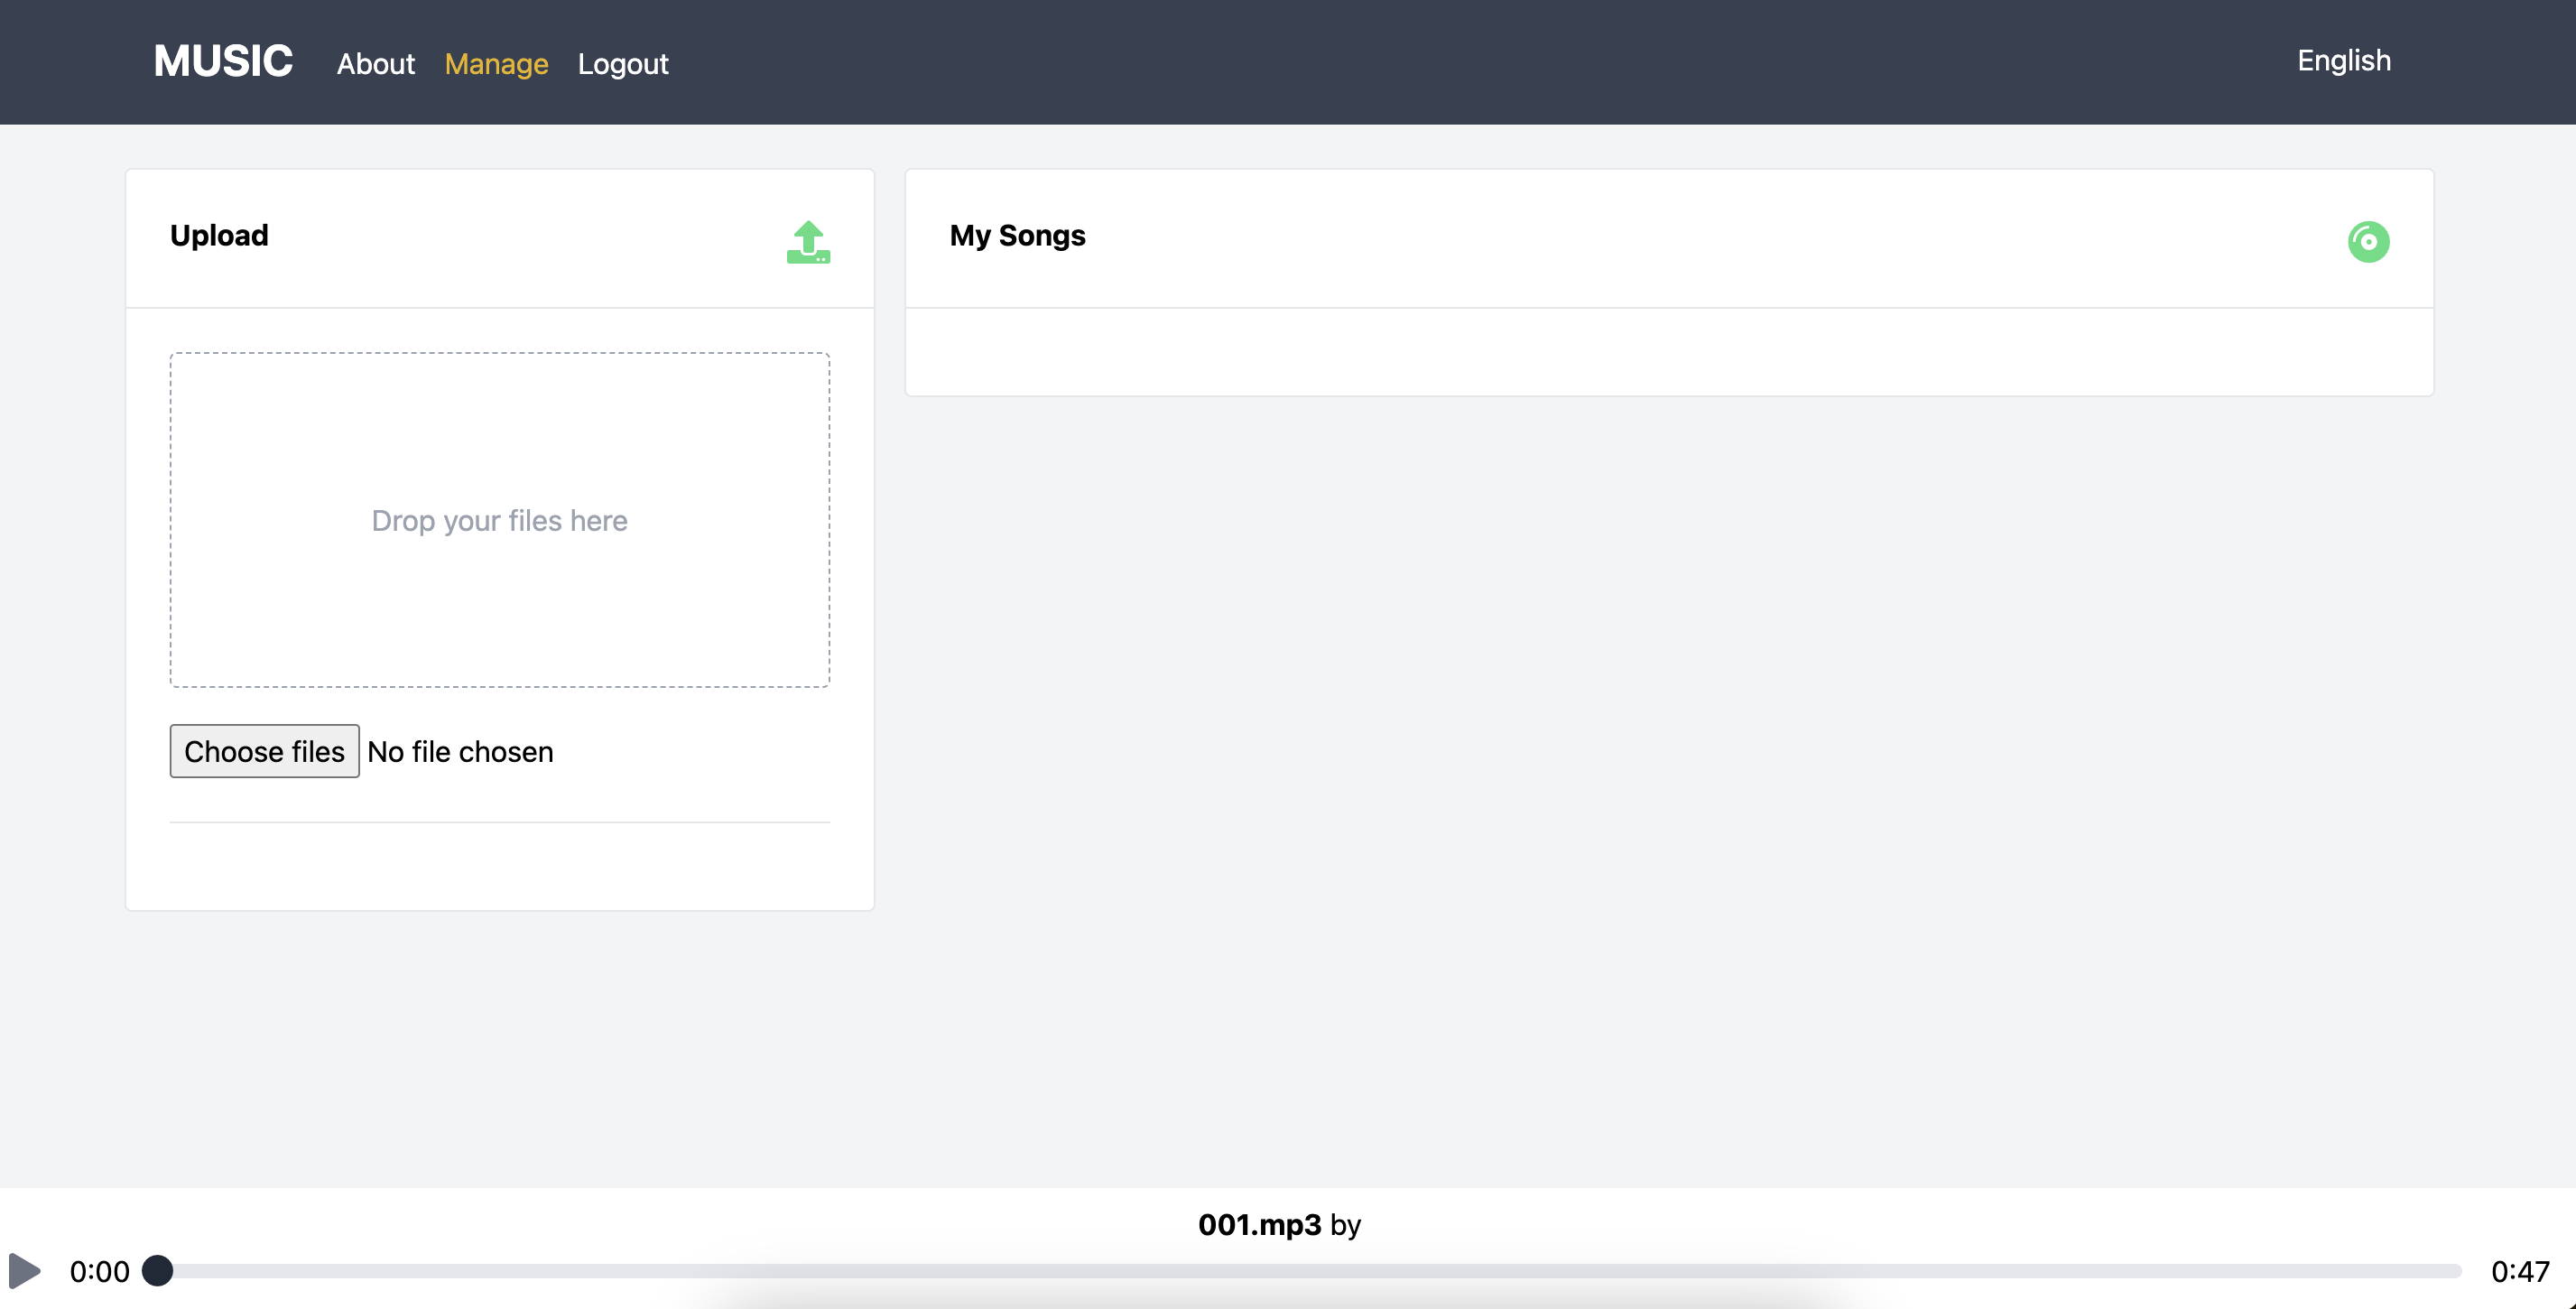 MUSIC About Manage Logout English
Upload
My Songs
Drop your files here
Choose files No file chosen
001.mp3 by
0:00 0:47